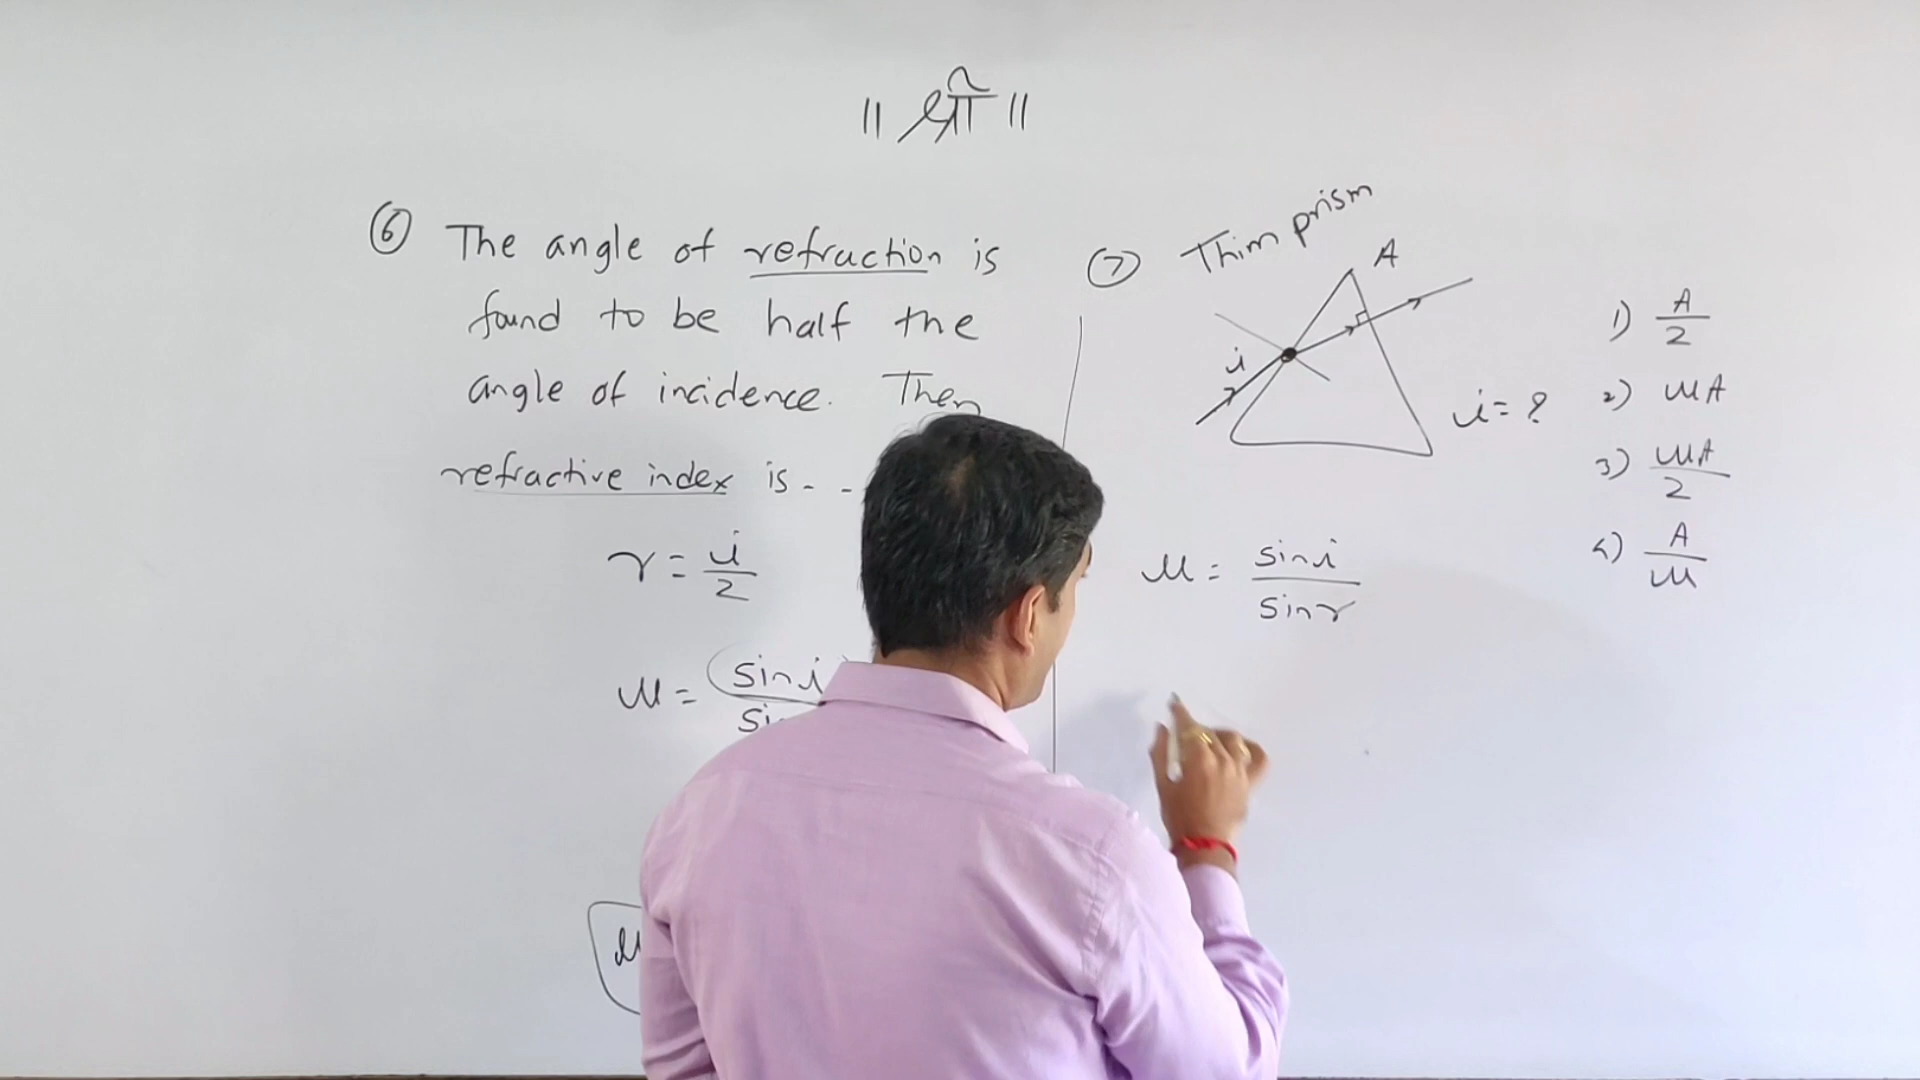 ॥ श्री ॥
⑥ The angle of refraction is
found to be half the
angle of incidence. Then
refractive index is - -
r = i/2
μ = sin i
⑦ Thin prism
A
i
i = ?
1) A/2
2) μA
3) μA/2
4) A/μ
μ = sin i / sin r